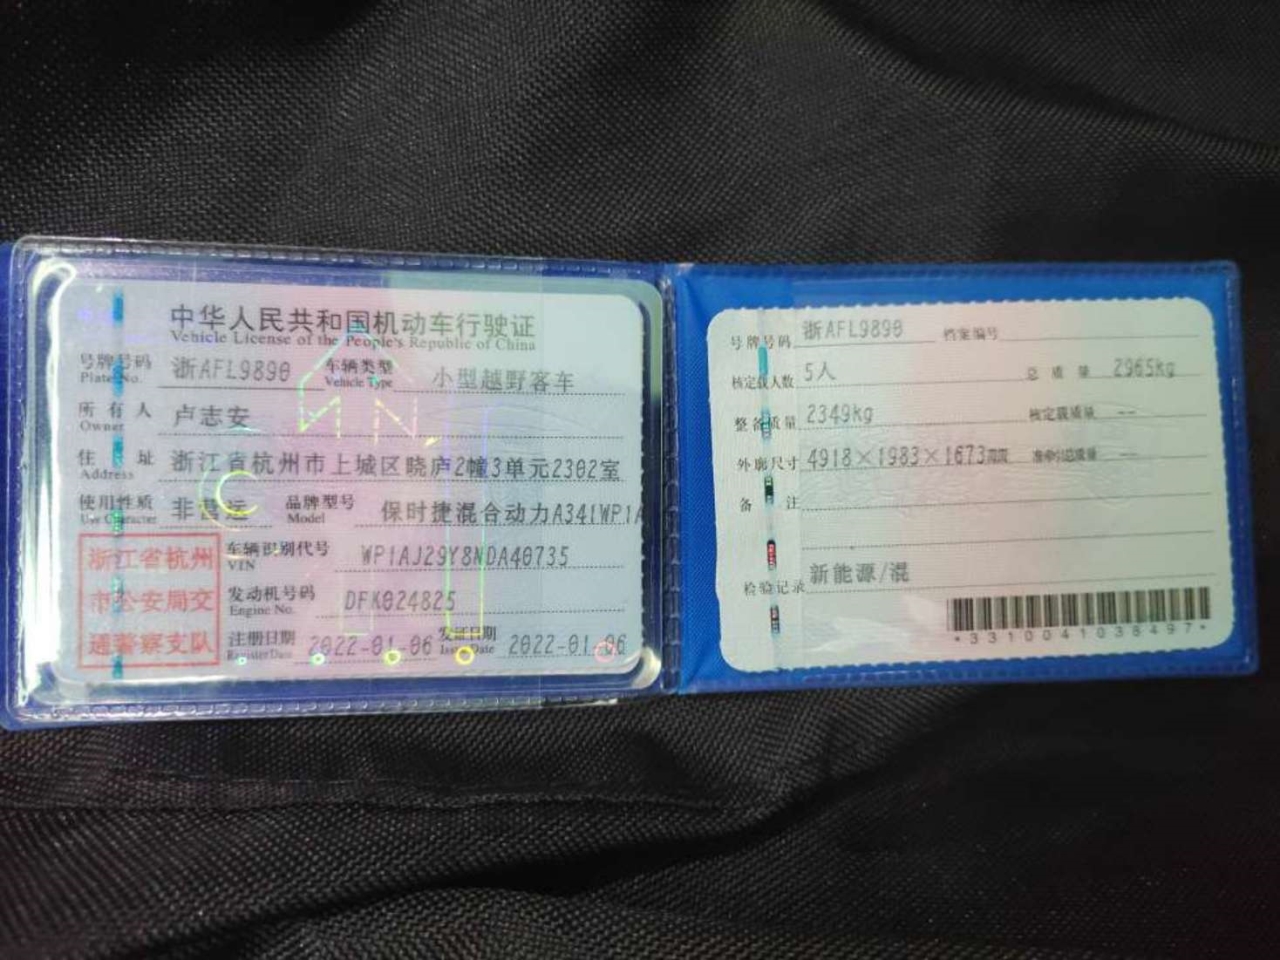 中华人民共和国机动车行驶证
Vehicle License of the People's Republic of China
号牌号码 浙AFL9890 车辆类型 小型越野客车
Plate No. Vehicle Type
所有人 卢志安
Owner
住址 浙江省杭州市上城区晓庐2幢3单元2302室
Address
使用性质 非营运 品牌型号 保时捷混合动力A341WP1A
Use Character Model
浙江省杭州
市公安局交
通警察支队
车辆识别代号 WP1AJ29Y8NDA40735
VIN
发动机号码 DFK024825
Engine No.
注册日期 2022-01-06 发证日期 2022-01-06
Register Date Issue Date
号牌号码 浙AFL9890 档案编号
核定载人数 5人 总质量 2965kg
整备质量 2349kg 核定载质量 --
外廓尺寸 4918×1983×1673 准牵引总质量 --
备注
检验记录 新能源/混
*3310041038497*